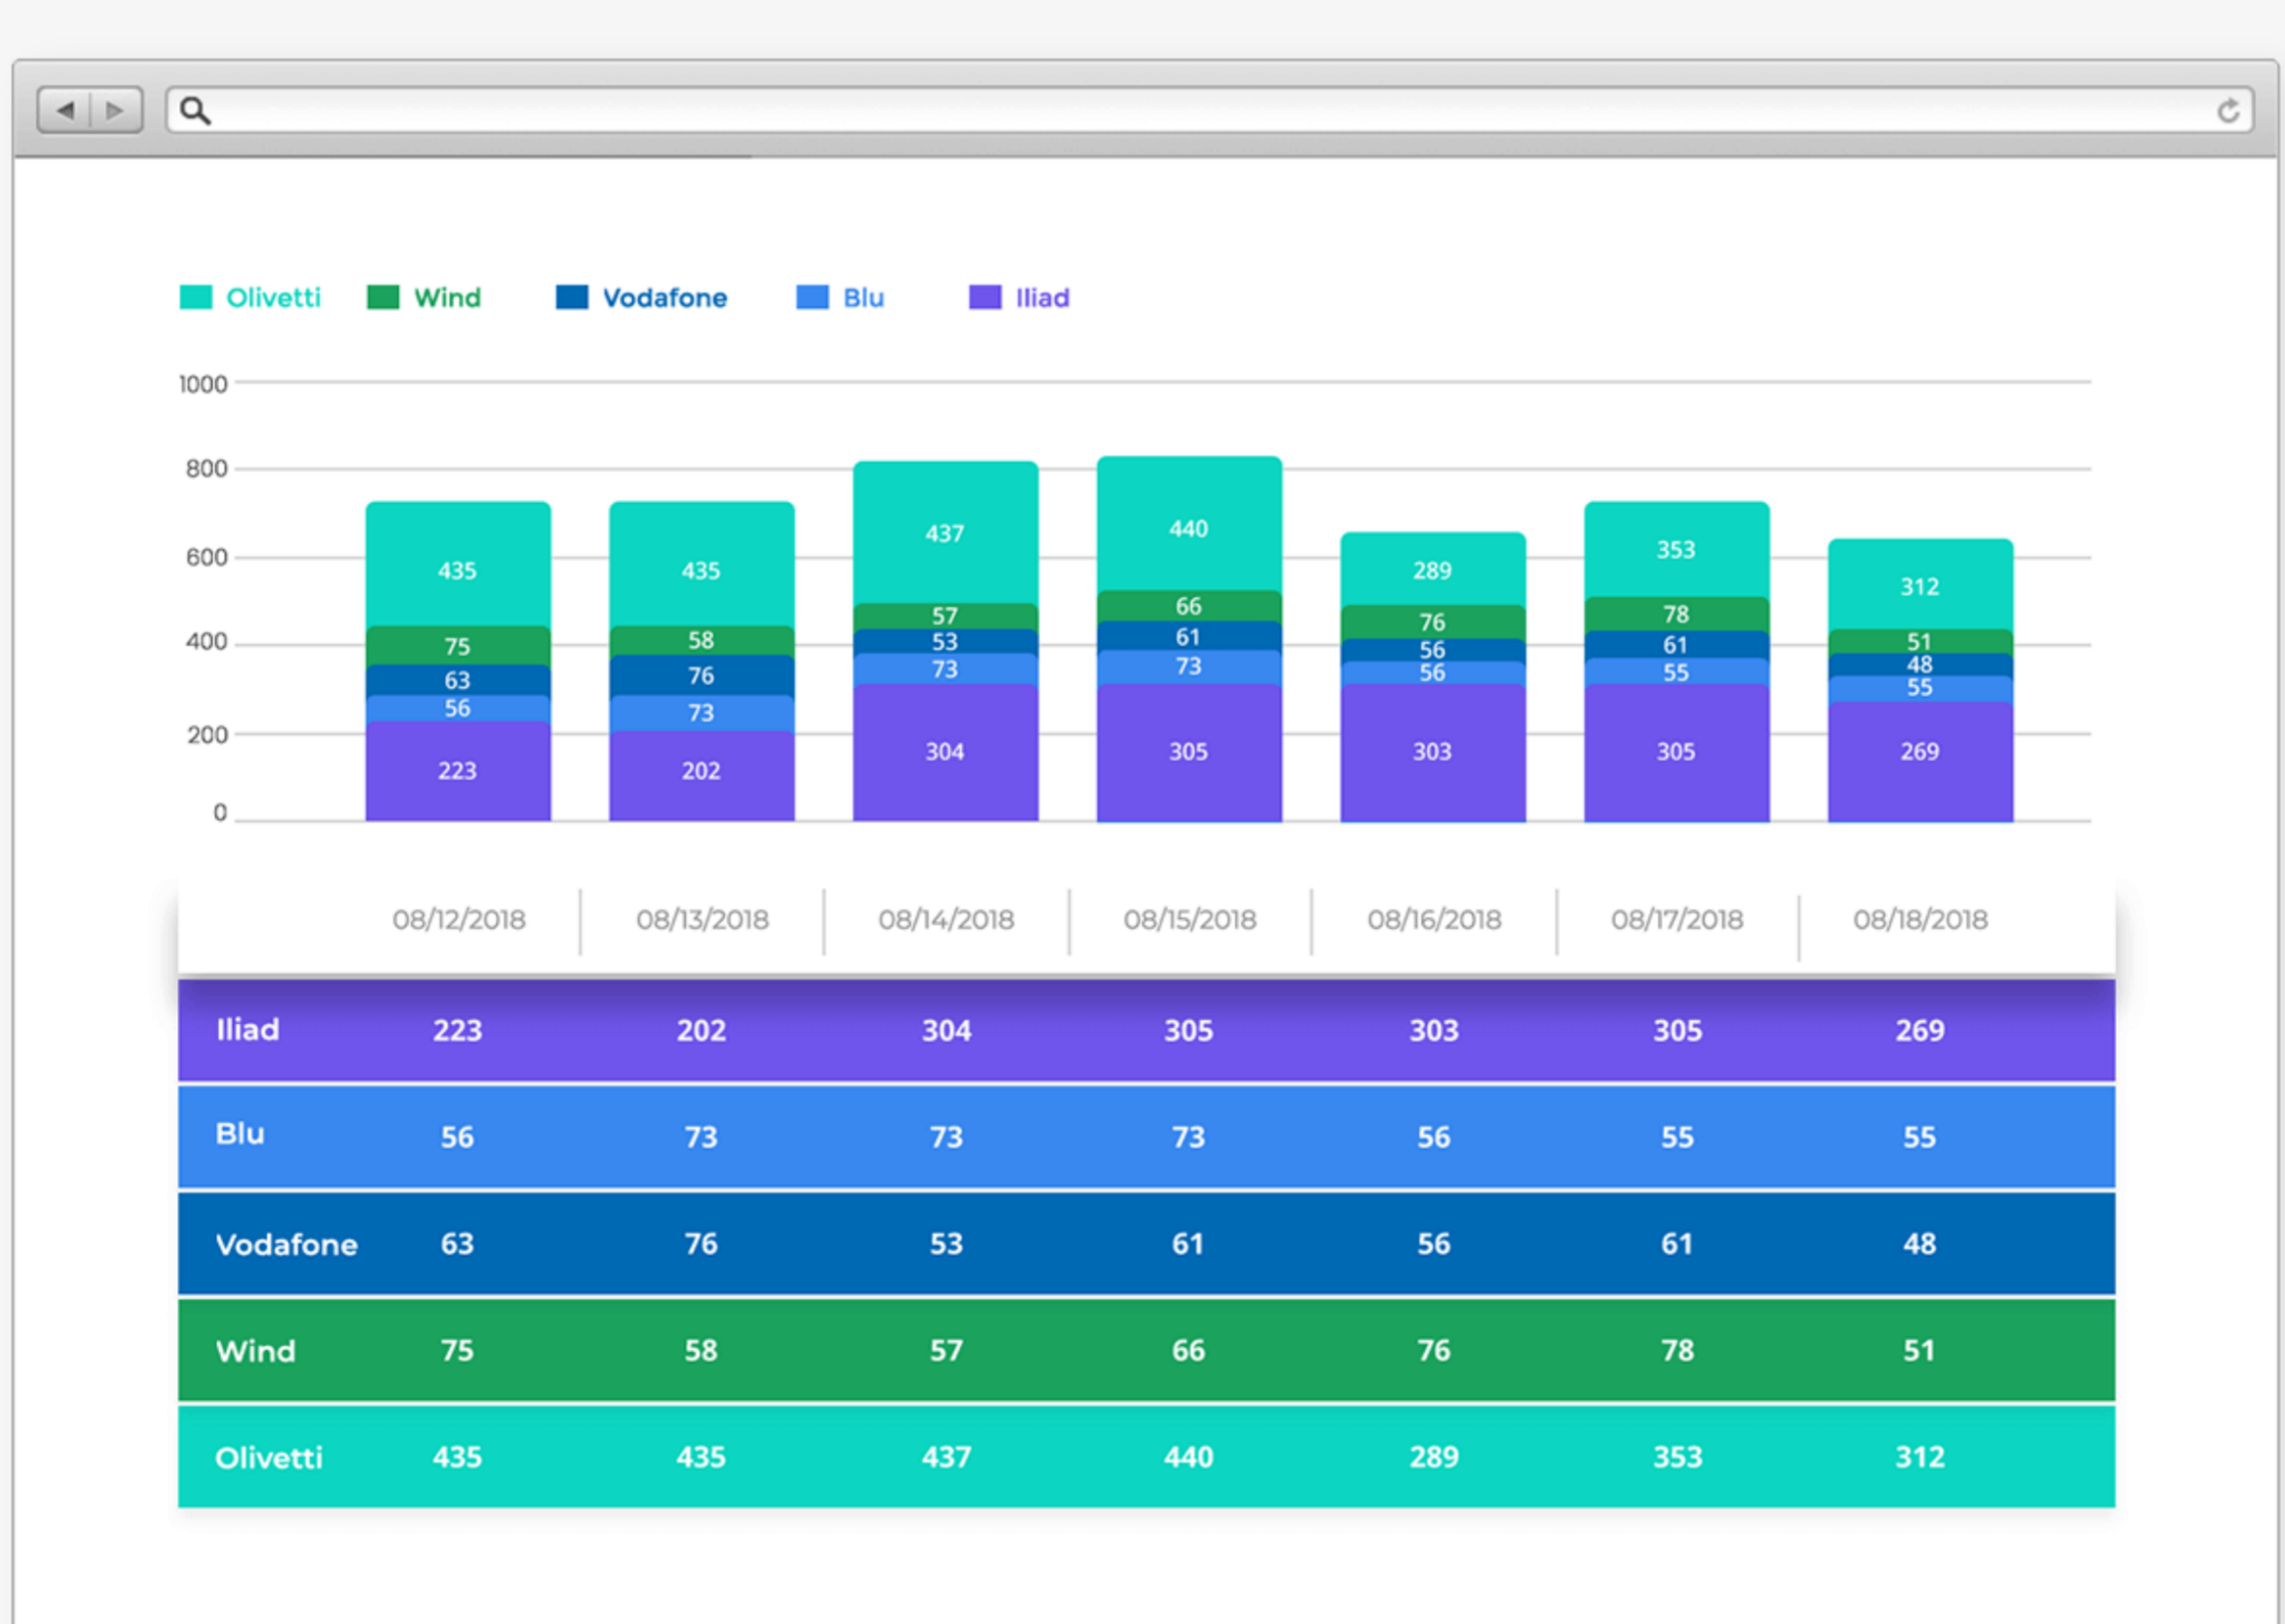 Olivetti Wind Vodafone Blu Iliad
1000
800
600
400
200
0
435 435 437 440 289 353 312
75 58 57 66 76 78 51
63 76 53 61 56 61 48
56 73 73 73 56 55 55
223 202 304 305 303 305 269
08/12/2018 08/13/2018 08/14/2018 08/15/2018 08/16/2018 08/17/2018 08/18/2018
Iliad 223 202 304 305 303 305 269
Blu 56 73 73 73 56 55 55
Vodafone 63 76 53 61 56 61 48
Wind 75 58 57 66 76 78 51
Olivetti 435 435 437 440 289 353 312